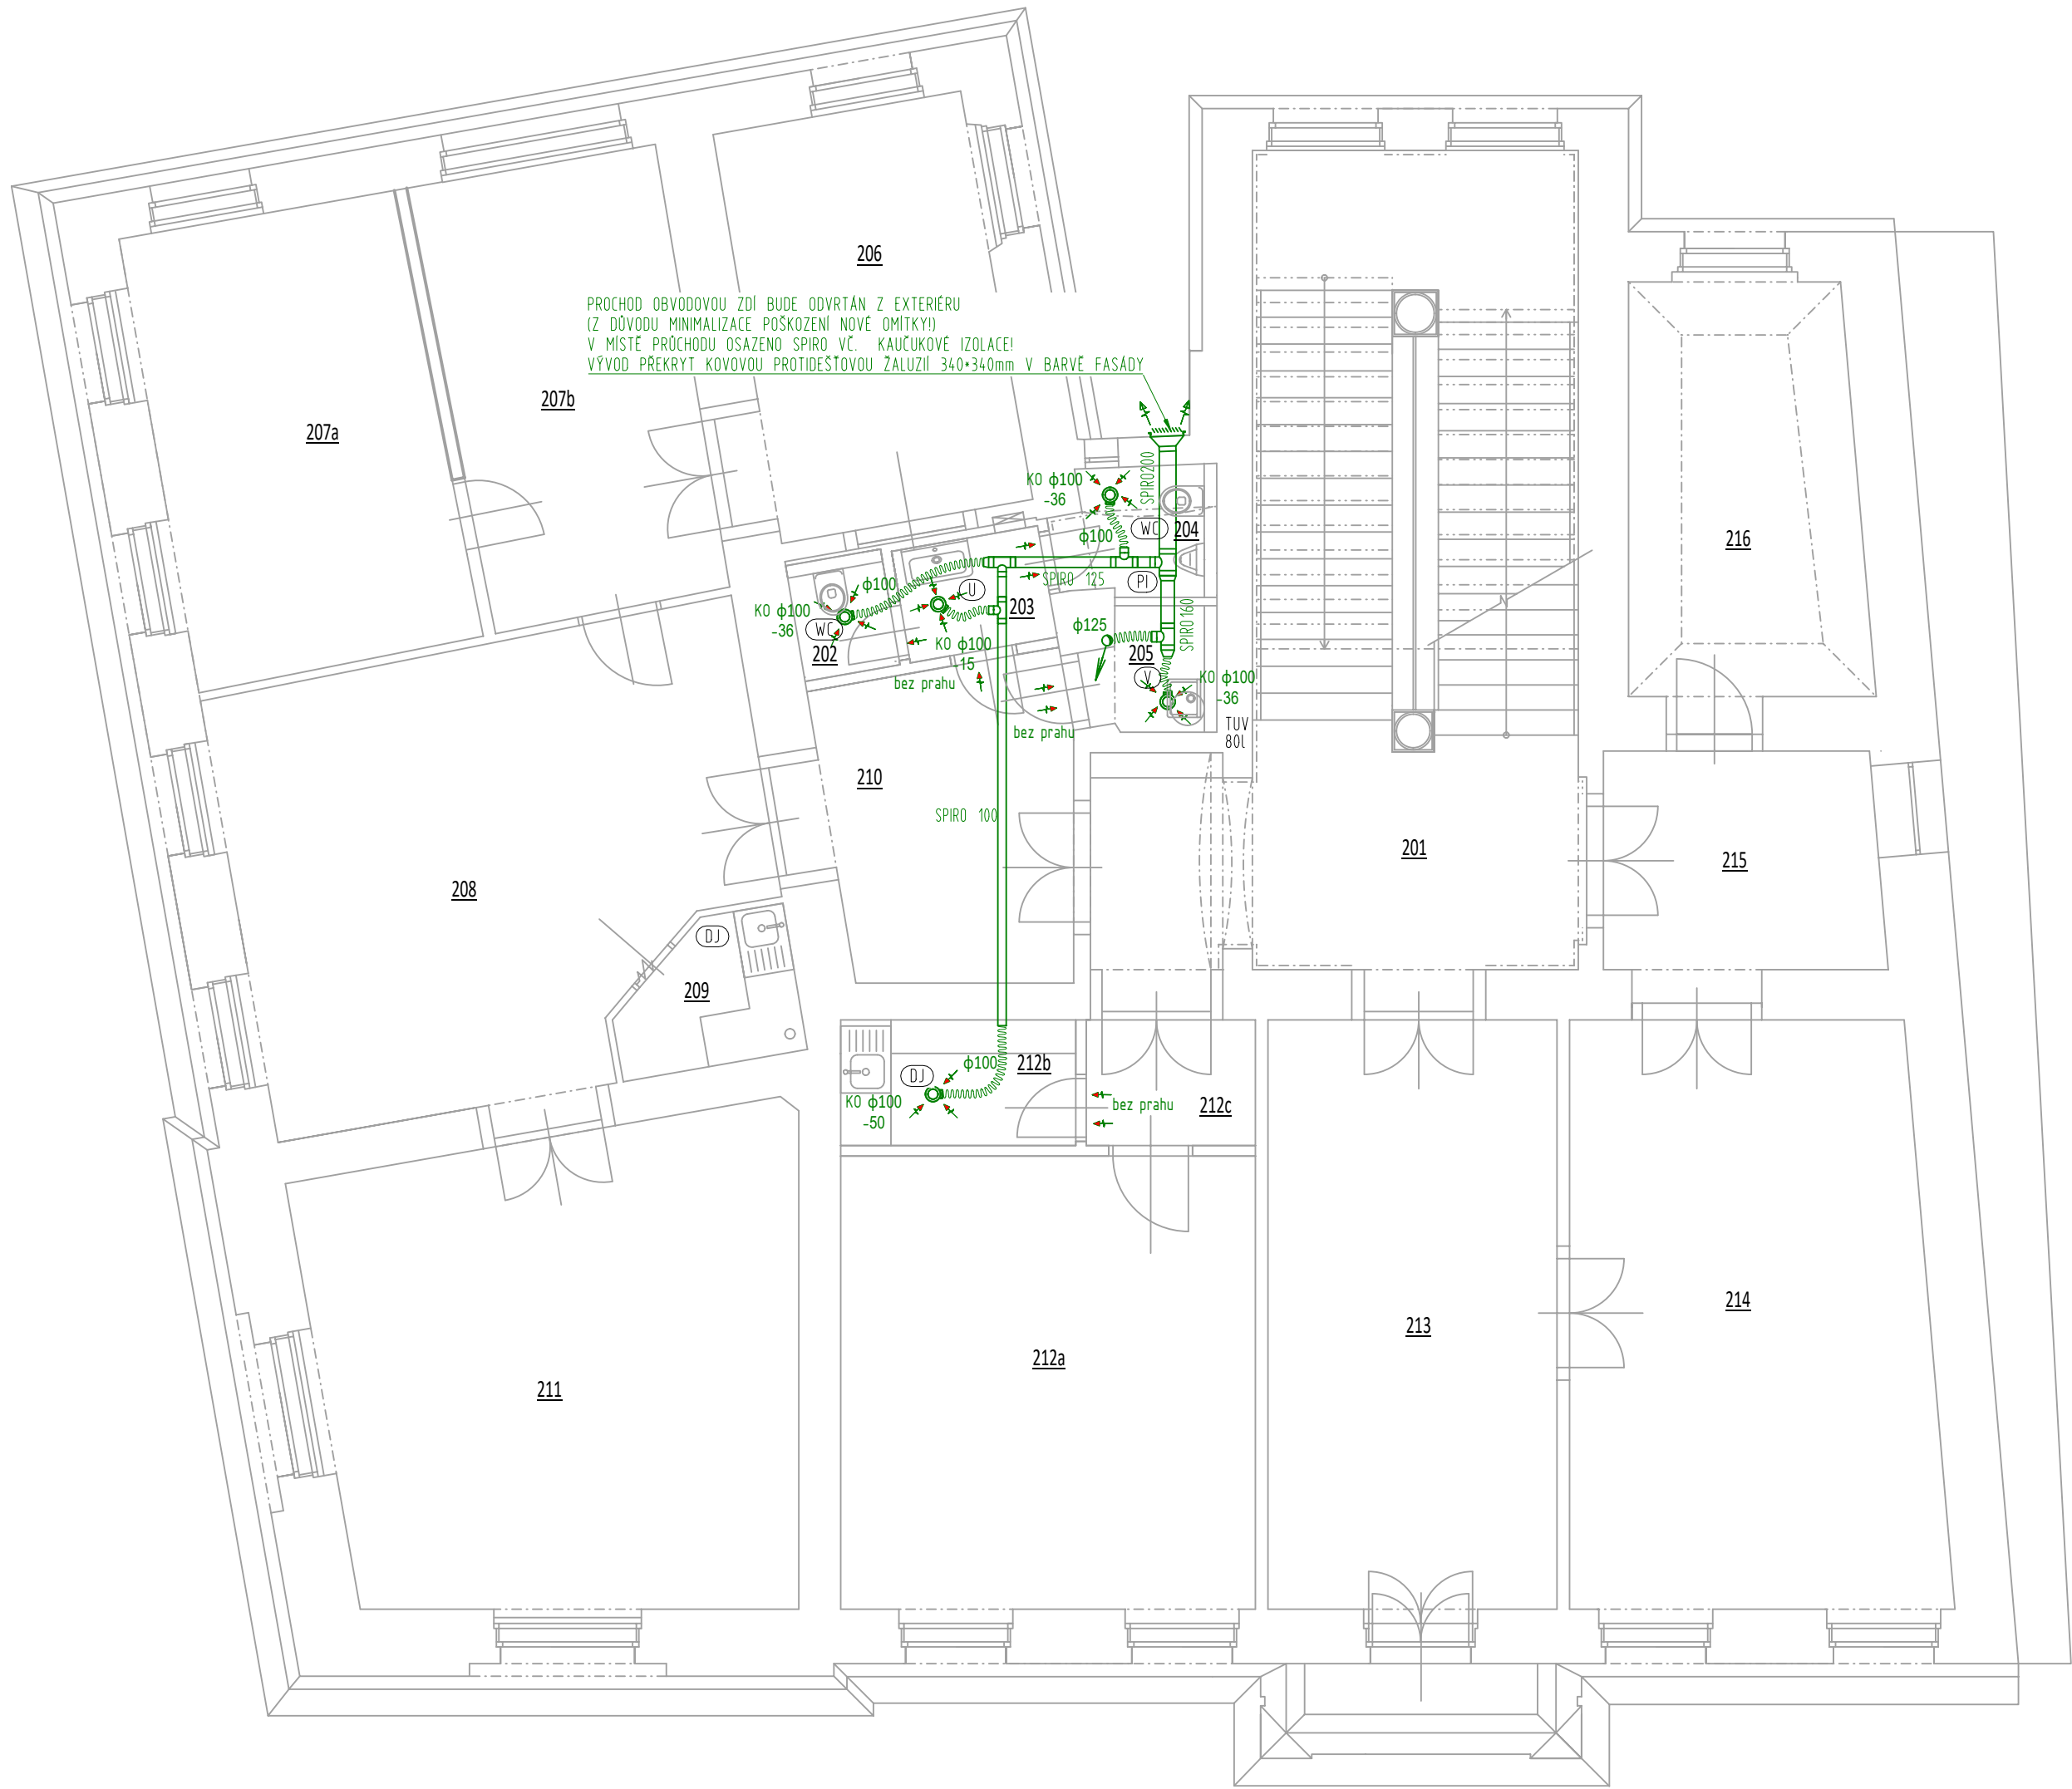 206
PROCHOD OBVODOVOU ZDÍ BUDE ODVRTÁN Z EXTERIÉRU
(Z DŮVODU MINIMALIZACE POŠKOZENÍ NOVÉ OMÍTKY!)
V MÍSTĚ PRŮCHODU OSAZENO SPIRO VČ. KAUČUKOVÉ IZOLACE!
VÝVOD PŘEKRYT KOVOVOU PROTIDEŠŤOVOU ŽALUZIÍ 340*340mm V BARVĚ FASÁDY
207b
207a
KO ϕ100
-36
SPIRO200
WC
204
ϕ100
216
SPIRO 125
PI
ϕ100
U
203
KO ϕ100
-36
WC
202
KO ϕ100
-15
bez prahu
ϕ125
SPIRO160
205
V
KO ϕ100
-36
TUV
80l
bez prahu
210
SPIRO 100
201
215
208
DJ
209
212b
ϕ100
DJ
KO ϕ100
-50
bez prahu
212c
214
213
212a
211